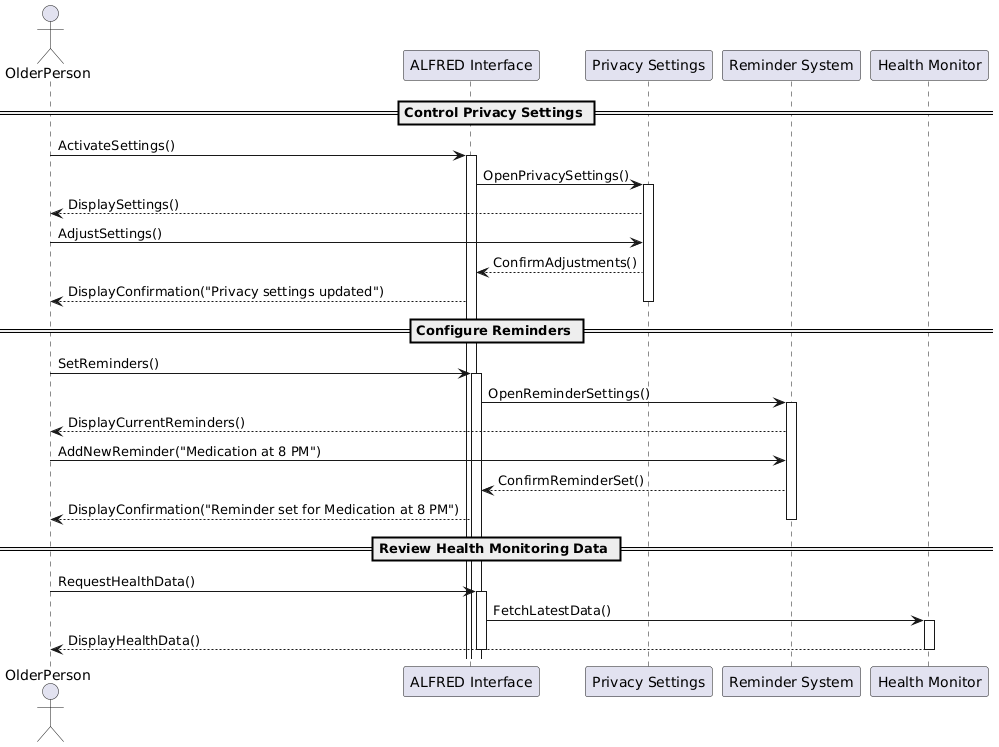 OlderPerson
ALFRED Interface
Privacy Settings
Reminder System
Health Monitor
Control Privacy Settings
ActivateSettings()
OpenPrivacySettings()
DisplaySettings()
AdjustSettings()
ConfirmAdjustments()
DisplayConfirmation("Privacy settings updated")
Configure Reminders
SetReminders()
OpenReminderSettings()
DisplayCurrentReminders()
AddNewReminder("Medication at 8 PM")
ConfirmReminderSet()
DisplayConfirmation("Reminder set for Medication at 8 PM")
Review Health Monitoring Data
RequestHealthData()
FetchLatestData()
DisplayHealthData()
OlderPerson
ALFRED Interface
Privacy Settings
Reminder System
Health Monitor